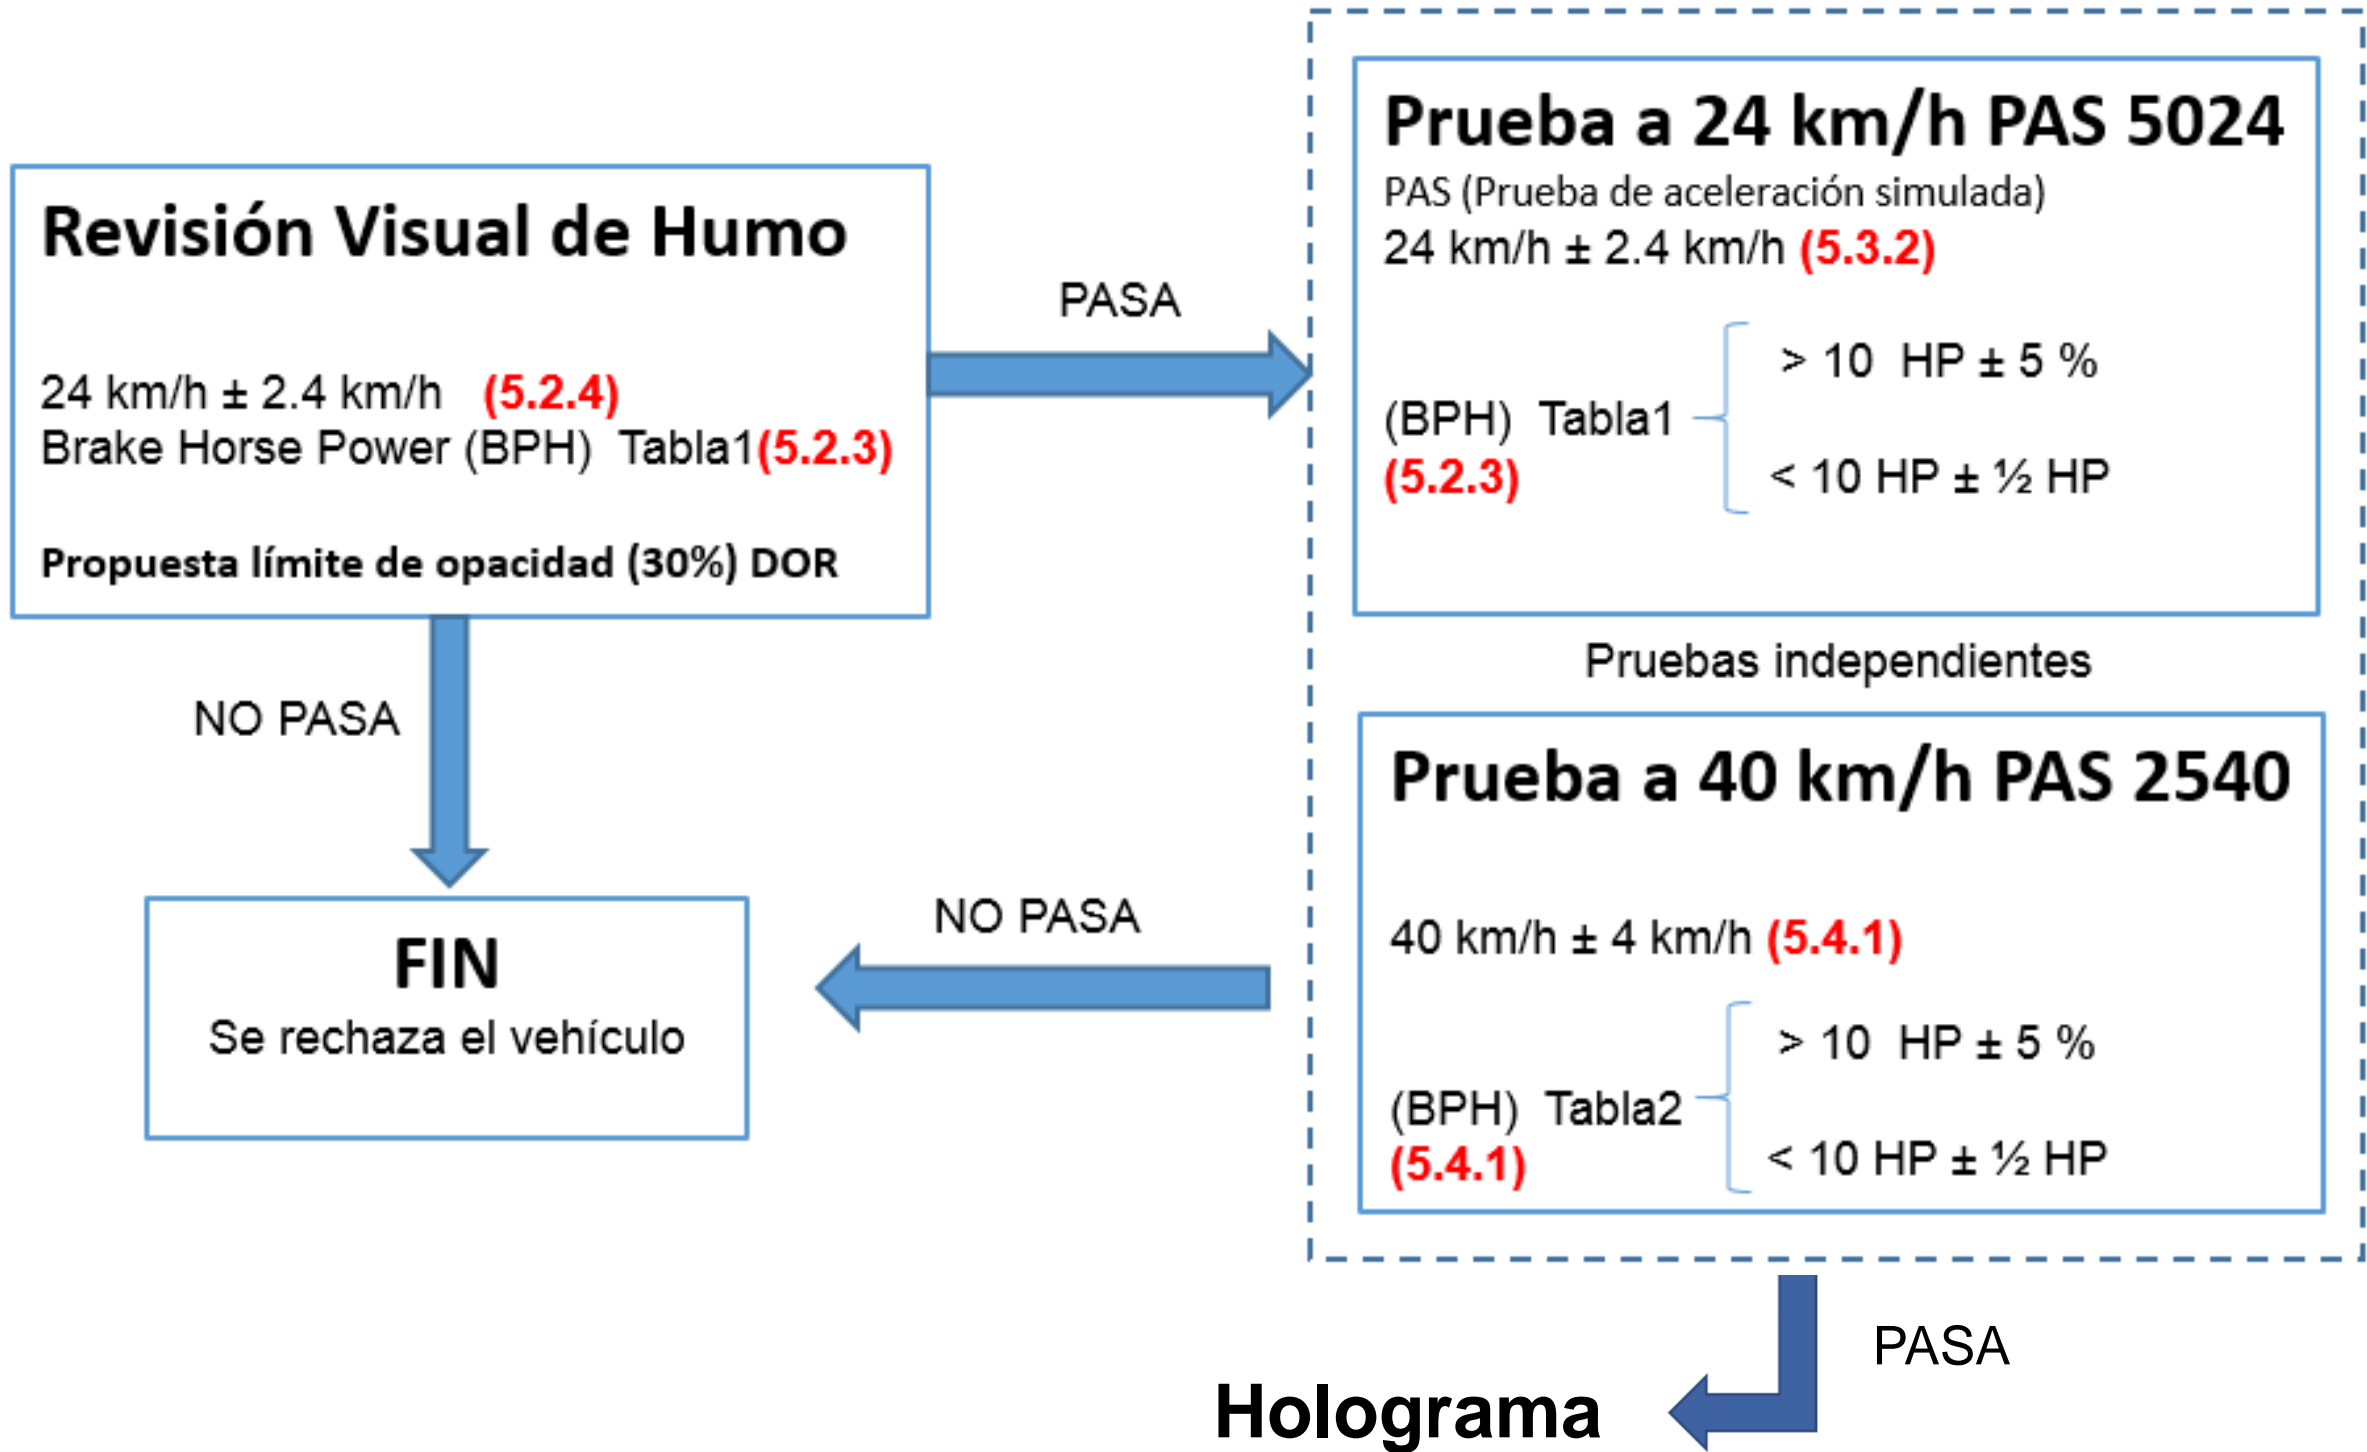 Revisión Visual de Humo
24 km/h ± 2.4 km/h (5.2.4)
Brake Horse Power (BPH) Tabla1(5.2.3)
Propuesta límite de opacidad (30%) DOR
PASA
Prueba a 24 km/h PAS 5024
PAS (Prueba de aceleración simulada)
24 km/h ± 2.4 km/h (5.3.2)
> 10 HP ± 5 %
(BPH) Tabla1
(5.2.3)
< 10 HP ± ½ HP
Pruebas independientes
NO PASA
Prueba a 40 km/h PAS 2540
40 km/h ± 4 km/h (5.4.1)
> 10 HP ± 5 %
(BPH) Tabla2
(5.4.1)
< 10 HP ± ½ HP
NO PASA
FIN
Se rechaza el vehículo
PASA
Holograma